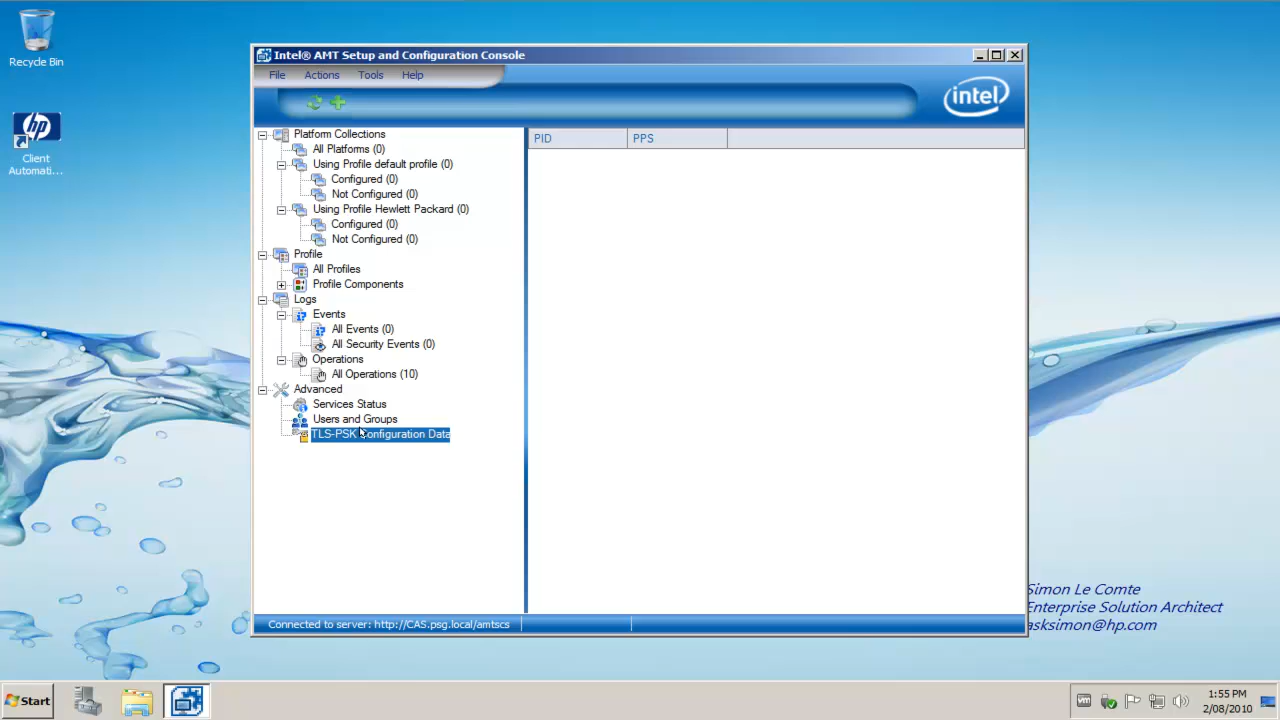 Recycle Bin
hp
Client
Automati...
Intel® AMT Setup and Configuration Console
File Actions Tools Help
intel
Platform Collections
All Platforms (0)
Using Profile default profile (0)
Configured (0)
Not Configured (0)
Using Profile Hewlett Packard (0)
Configured (0)
Not Configured (0)
Profile
All Profiles
Profile Components
Logs
Events
All Events (0)
All Security Events (0)
Operations
All Operations (10)
Advanced
Services Status
Users and Groups
TLS-PSK Configuration Data
PID PPS
Connected to server: http://CAS.psg.local/amtscs
Simon Le Comte
Enterprise Solution Architect
asksimon@hp.com
Start
1:55 PM
2/08/2010